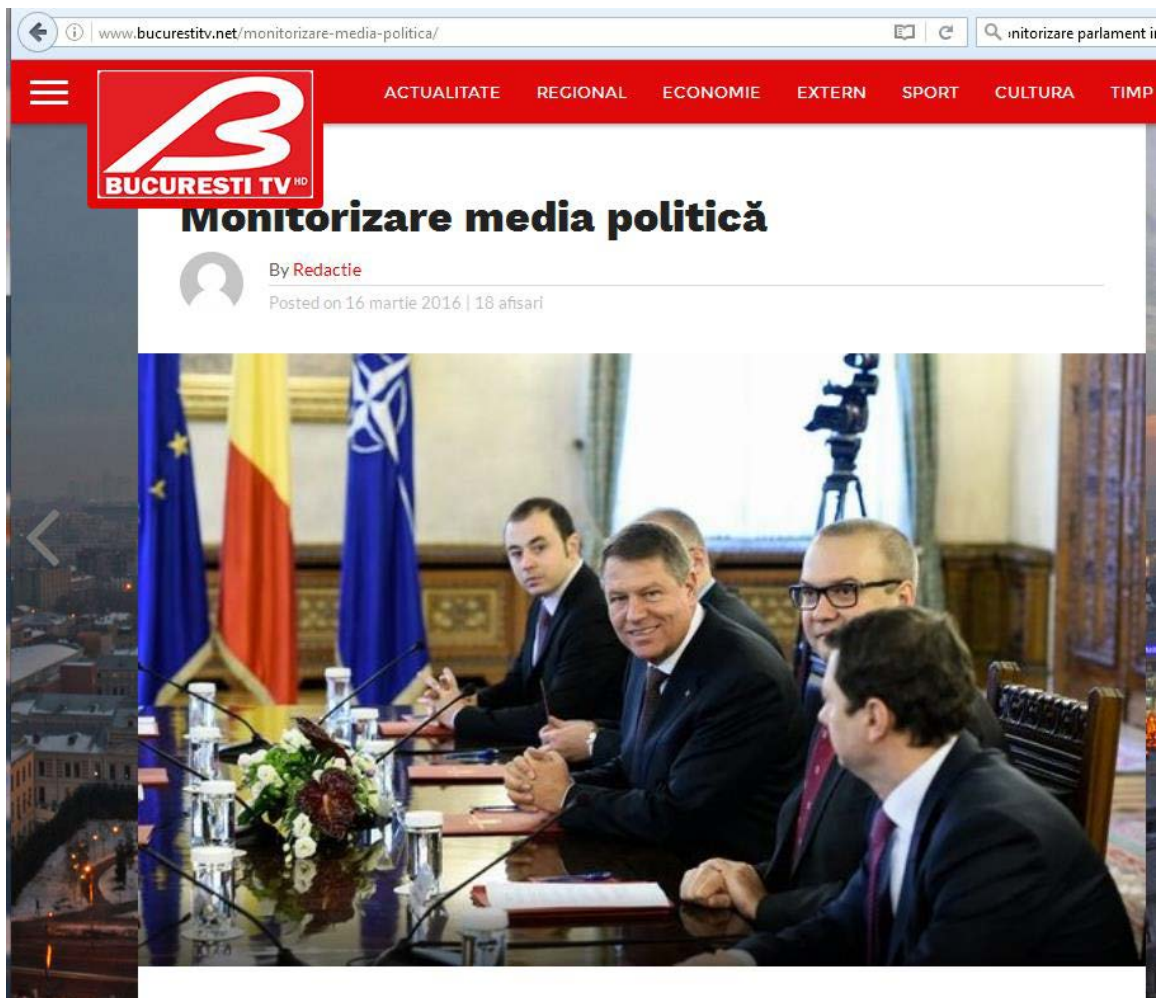 www.bucurestitv.net/monitorizare-media-politica/
nitorizare parlament i
ACTUALITATE REGIONAL ECONOMIE EXTERN SPORT CULTURA TIMP
BUCURESTI TV HD
Monitorizare media politică
By Redactie
Posted on 16 martie 2016 | 18 afisari